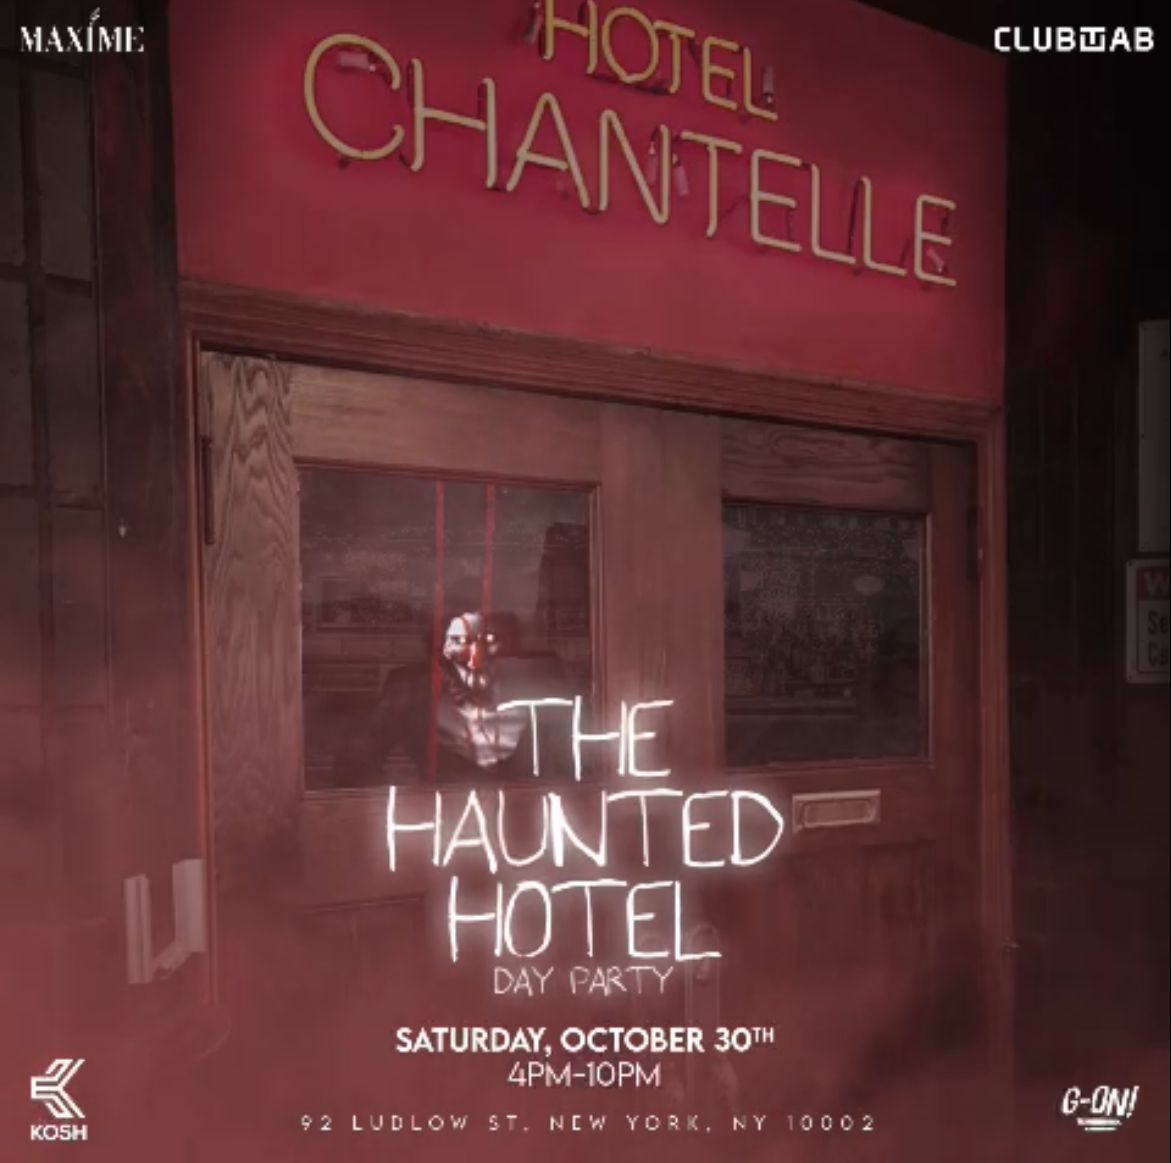 MAXIME
CLUBTTAB
HOTEL
CHANTELLE
THE
HAUNTED
HOTEL
DAY PARTY
SATURDAY, OCTOBER 30TH
4PM-10PM
92 LUDLOW ST, NEW YORK, NY 10002
KOSH
G-ON!